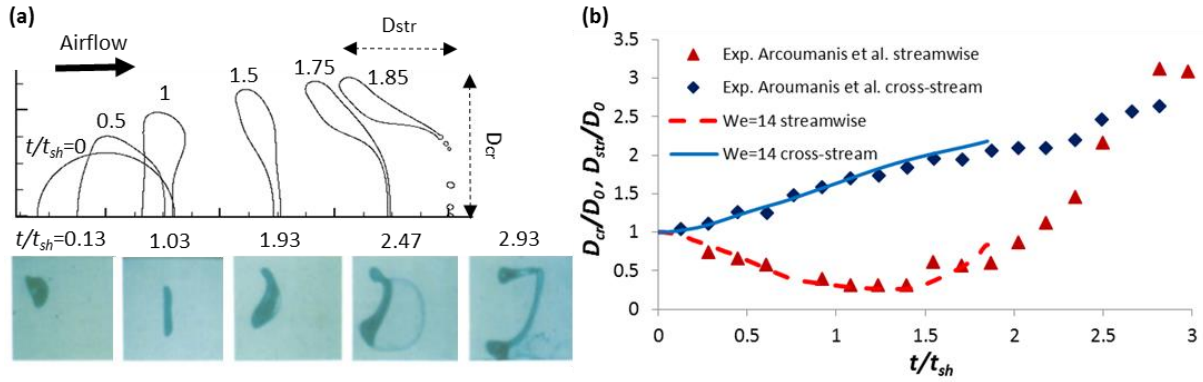 (a)
Airflow
Dstr
t/tsh=0
0.5
1
1.5
1.75
1.85
Dcr
t/tsh=0.13
1.03
1.93
2.47
2.93
(b)
Dcr/D0, Dstr/D0
3.5
3
2.5
2
1.5
1
0.5
0
Exp. Arcoumanis et al. streamwise
Exp. Aroumanis et al. cross-stream
We=14 streamwise
We=14 cross-stream
0
0.5
1
1.5
2
2.5
3
t/tsh